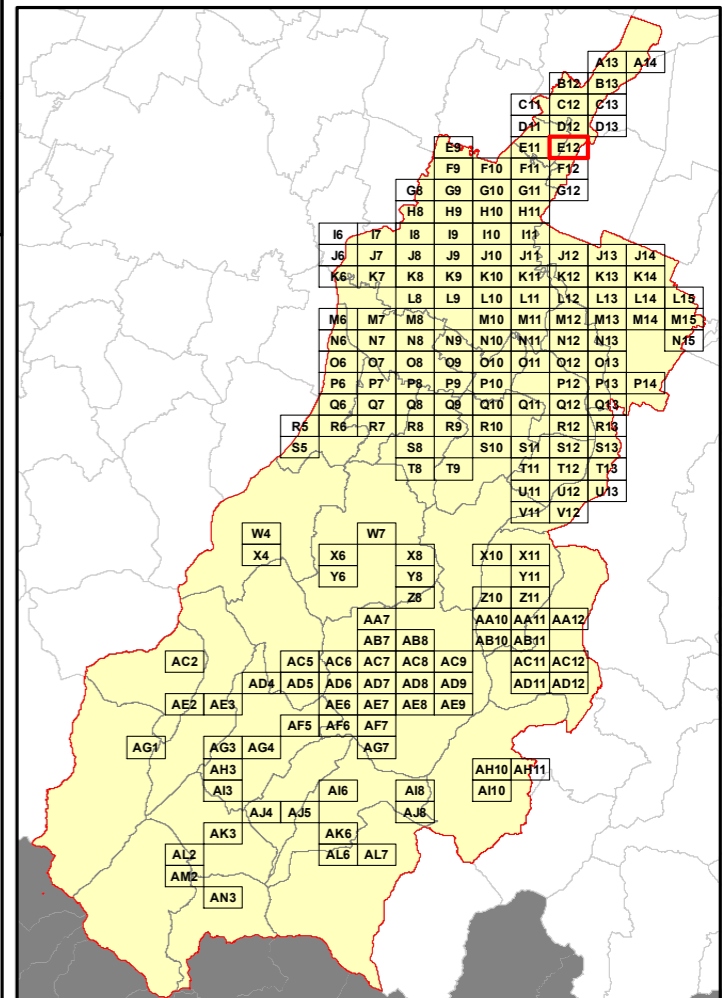 A13 A14
B12 B13
C11 C12 C13
D11 D12 D13
E9 E11 E12
F9 F10 F11 F12
G8 G9 G10 G11 G12
H8 H9 H10 H11
I6 I7 I8 I9 I10 I11
J6 J7 J8 J9 J10 J11 J12 J13 J14
K6 K7 K8 K9 K10 K11 K12 K13 K14
L8 L9 L10 L11 L12 L13 L14 L15
M6 M7 M8 M10 M11 M12 M13 M14 M15
N6 N7 N8 N9 N10 N11 N12 N13 N15
O6 O7 O8 O9 O10 O11 O12 O13
P6 P7 P8 P9 P10 P12 P13 P14
Q6 Q7 Q8 Q9 Q10 Q11 Q12 Q13
R5 R6 R7 R8 R9 R10 R12 R13
S5 S8 S10 S11 S12 S13
T8 T9 T11 T12 T13
U11 U12 U13
V11 V12
W4 W7
X4 X6 X8 X10 X11
Y6 Y8 Y11
Z8 Z10 Z11
AA7 AA10 AA11 AA12
AB7 AB8 AB10 AB11
AC2 AC5 AC6 AC7 AC8 AC9 AC11 AC12
AD4 AD5 AD6 AD7 AD8 AD9 AD11 AD12
AE2 AE3 AE6 AE7 AE8 AE9
AF5 AF6 AF7
AG1 AG3 AG4 AG7
AH3 AH10 AH11
AI3 AI6 AI8 AI10
AJ4 AJ5 AJ8
AK3 AK6
AL2 AL6 AL7
AM2
AN3